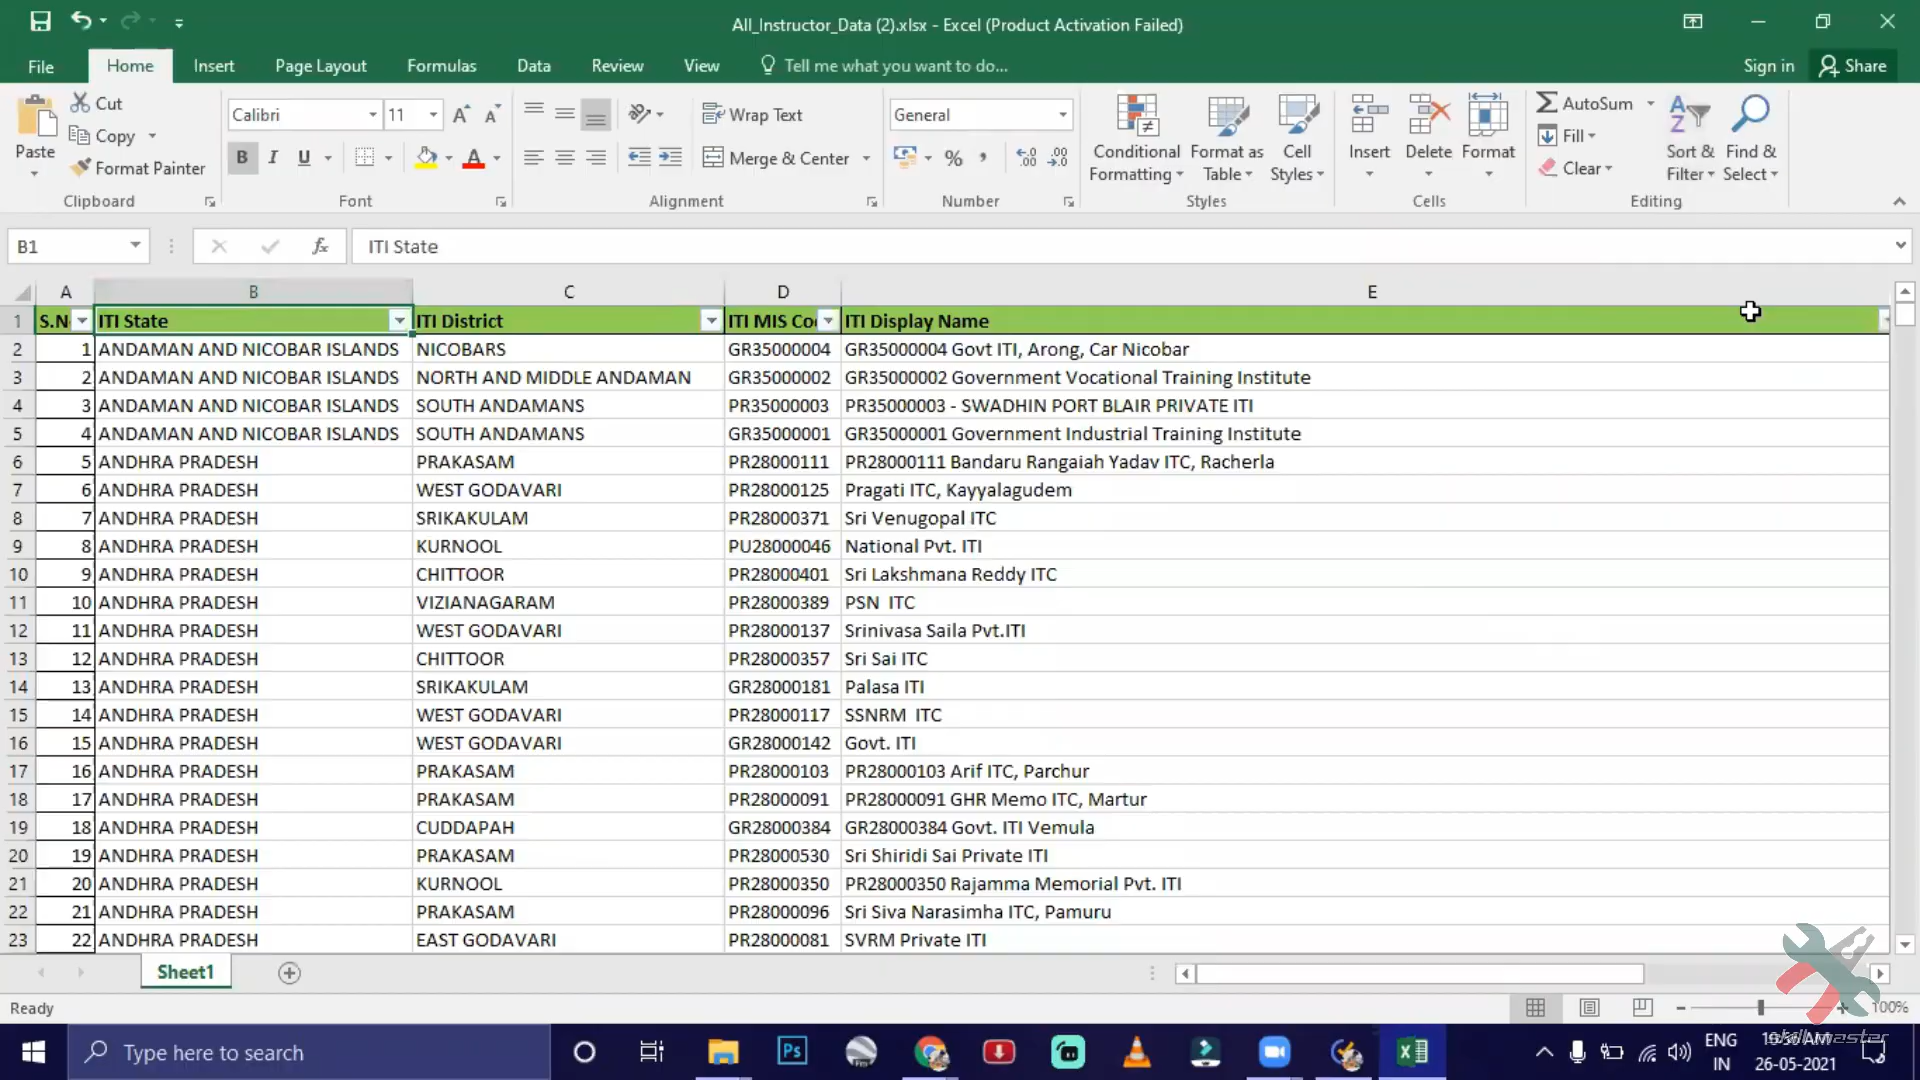 All_Instructor_Data (2).xlsx - Excel (Product Activation Failed)
File Home Insert Page Layout Formulas Data Review View Tell me what you want to do... Sign in Share
Paste Cut Copy Format Painter
Calibri 11 B I U
Wrap Text Merge & Center
General % ,
Conditional Formatting Format as Table Cell Styles
Insert Delete Format
AutoSum Fill Clear Sort & Filter Find & Select
Clipboard Font Alignment Number Styles Cells Editing
B1 fx ITI State
A B C D E
1 S.N ITI State ITI District ITI MIS Co ITI Display Name
2 1 ANDAMAN AND NICOBAR ISLANDS NICOBARS GR35000004 GR35000004 Govt ITI, Arong, Car Nicobar
3 2 ANDAMAN AND NICOBAR ISLANDS NORTH AND MIDDLE ANDAMAN GR35000002 GR35000002 Government Vocational Training Institute
4 3 ANDAMAN AND NICOBAR ISLANDS SOUTH ANDAMANS PR35000003 PR35000003 - SWADHIN PORT BLAIR PRIVATE ITI
5 4 ANDAMAN AND NICOBAR ISLANDS SOUTH ANDAMANS GR35000001 GR35000001 Government Industrial Training Institute
6 5 ANDHRA PRADESH PRAKASAM PR28000111 PR28000111 Bandaru Rangaiah Yadav ITC, Racherla
7 6 ANDHRA PRADESH WEST GODAVARI PR28000125 Pragati ITC, Kayyalagudem
8 7 ANDHRA PRADESH SRIKAKULAM PR28000371 Sri Venugopal ITC
9 8 ANDHRA PRADESH KURNOOL PU28000046 National Pvt. ITI
10 9 ANDHRA PRADESH CHITTOOR PR28000401 Sri Lakshmana Reddy ITC
11 10 ANDHRA PRADESH VIZIANAGARAM PR28000389 PSN ITC
12 11 ANDHRA PRADESH WEST GODAVARI PR28000137 Srinivasa Saila Pvt.ITI
13 12 ANDHRA PRADESH CHITTOOR PR28000357 Sri Sai ITC
14 13 ANDHRA PRADESH SRIKAKULAM GR28000181 Palasa ITI
15 14 ANDHRA PRADESH WEST GODAVARI PR28000117 SSNRM ITC
16 15 ANDHRA PRADESH WEST GODAVARI GR28000142 Govt. ITI
17 16 ANDHRA PRADESH PRAKASAM PR28000103 PR28000103 Arif ITC, Parchur
18 17 ANDHRA PRADESH PRAKASAM PR28000091 PR28000091 GHR Memo ITC, Martur
19 18 ANDHRA PRADESH CUDDAPAH GR28000384 GR28000384 Govt. ITI Vemula
20 19 ANDHRA PRADESH PRAKASAM PR28000530 Sri Shiridi Sai Private ITI
21 20 ANDHRA PRADESH KURNOOL PR28000350 PR28000350 Rajamma Memorial Pvt. ITI
22 21 ANDHRA PRADESH PRAKASAM PR28000096 Sri Siva Narasimha ITC, Pamuru
23 22 ANDHRA PRADESH EAST GODAVARI PR28000081 SVRM Private ITI
Sheet1
Ready 100%
Type here to search Ps ENG IN
26-05-2021